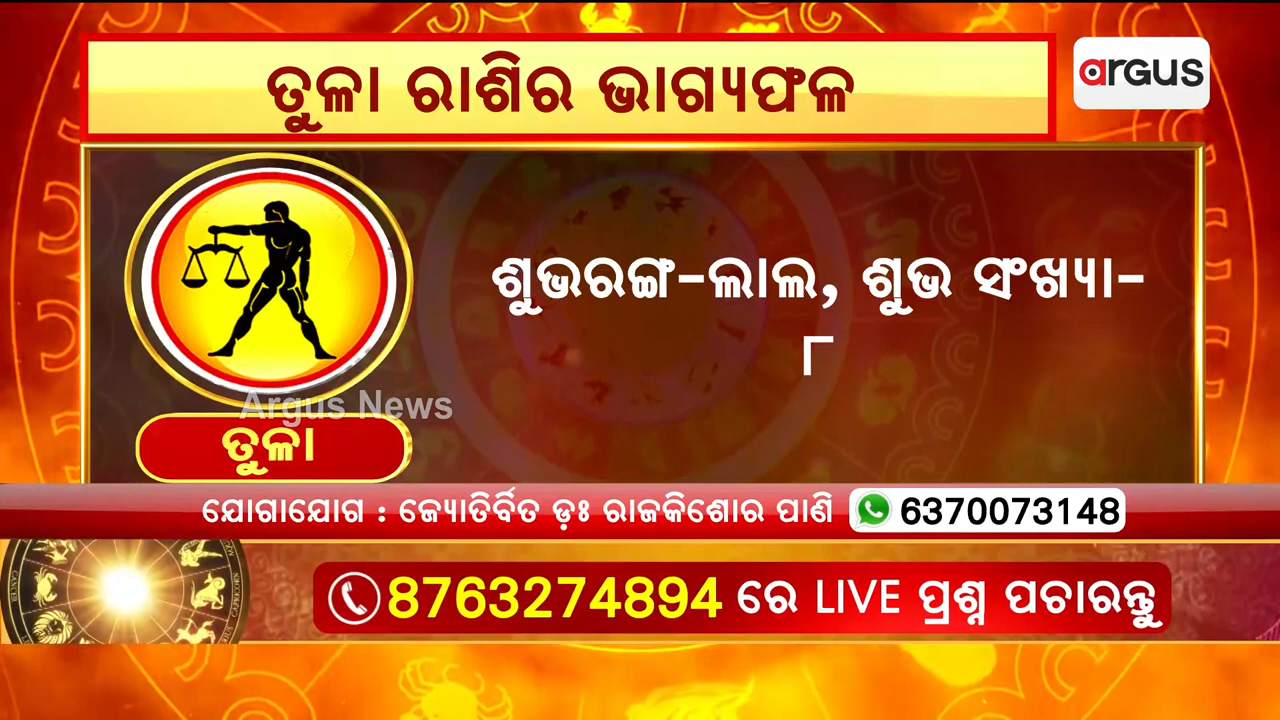 ତୁଳା ରାଶିର ଭାଗ୍ୟଫଳ
argus
ଶୁଭରଙ୍ଗ-ଲାଲ, ଶୁଭ ସଂଖ୍ୟା-
୮
Argus News
ତୁଳା
ଯୋଗାଯୋଗ : ଜ୍ୟୋତିର୍ବିତ ଡ଼ଃ ରାଜକିଶୋର ପାଣି 6370073148
8763274894 ରେ LIVE ପ୍ରଶ୍ନ ପଚାରନ୍ତୁ